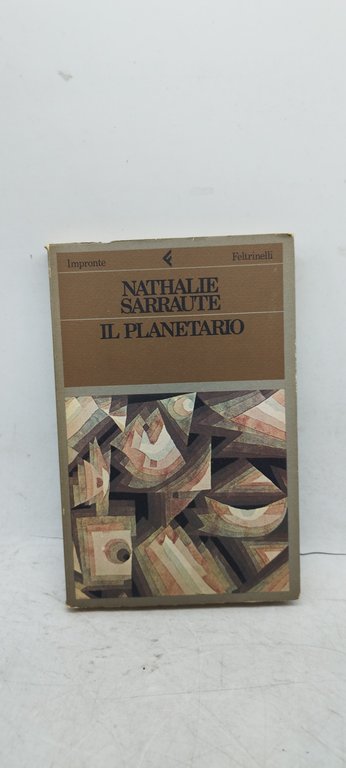 Impronte Feltrinelli
NATHALIE
SARRAUTE
IL PLANETARIO